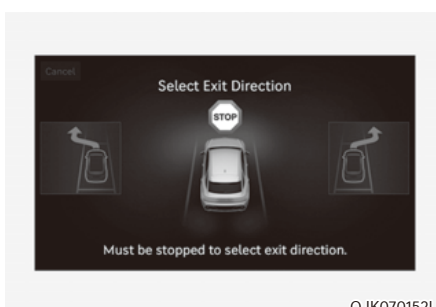 Cancel
Select Exit Direction
STOP
Must be stopped to select exit direction.
OJK070152L